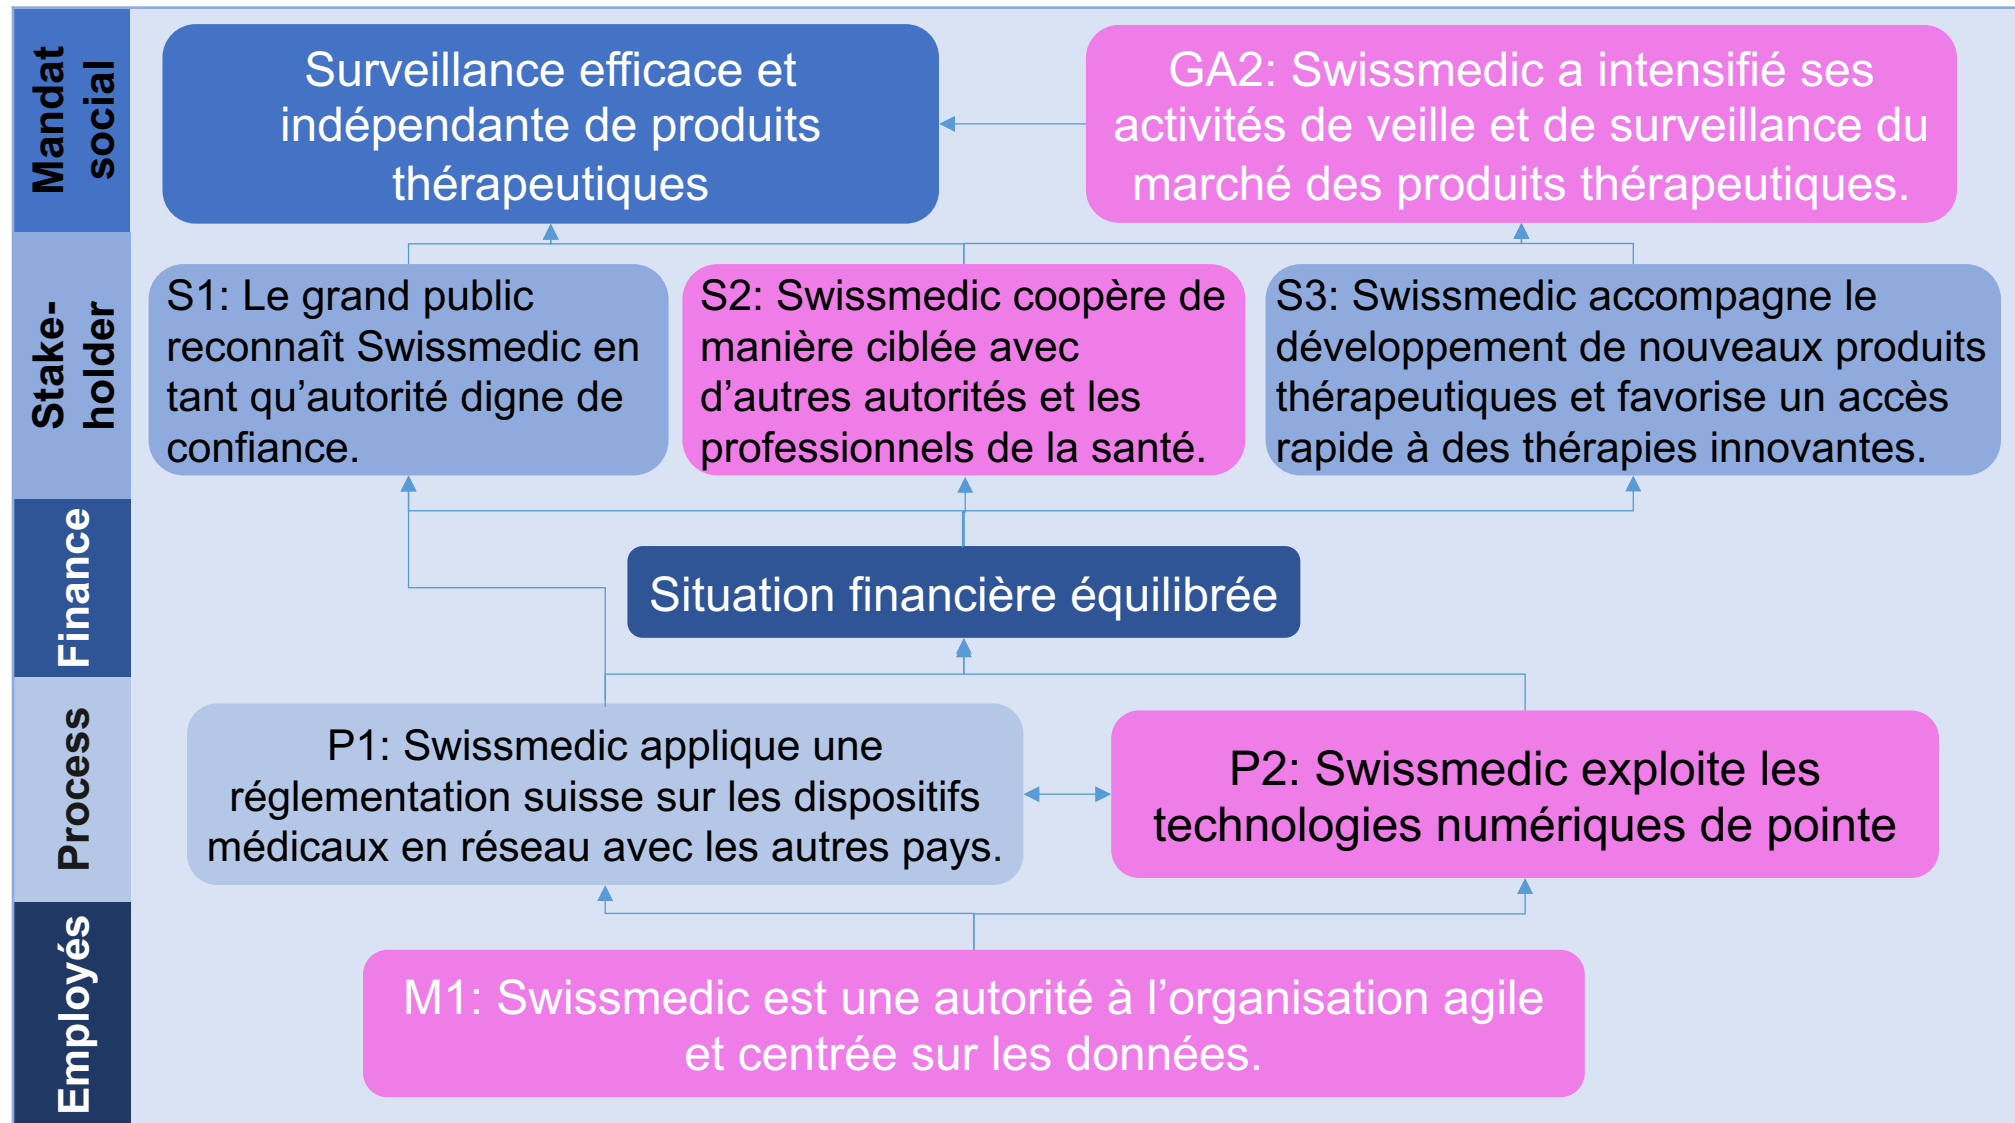 Mandat
social
Surveillance efficace et
indépendante de produits
thérapeutiques
GA2: Swissmedic a intensifié ses
activités de veille et de surveillance du
marché des produits thérapeutiques.
Stake-
holder
S1: Le grand public
reconnaît Swissmedic en
tant qu’autorité digne de
confiance.
S2: Swissmedic coopère de
manière ciblée avec
d’autres autorités et les
professionnels de la santé.
S3: Swissmedic accompagne le
développement de nouveaux produits
thérapeutiques et favorise un accès
rapide à des thérapies innovantes.
Finance
Situation financière équilibrée
Process
P1: Swissmedic applique une
réglementation suisse sur les dispositifs
médicaux en réseau avec les autres pays.
P2: Swissmedic exploite les
technologies numériques de pointe
Employés
M1: Swissmedic est une autorité à l’organisation agile
et centrée sur les données.